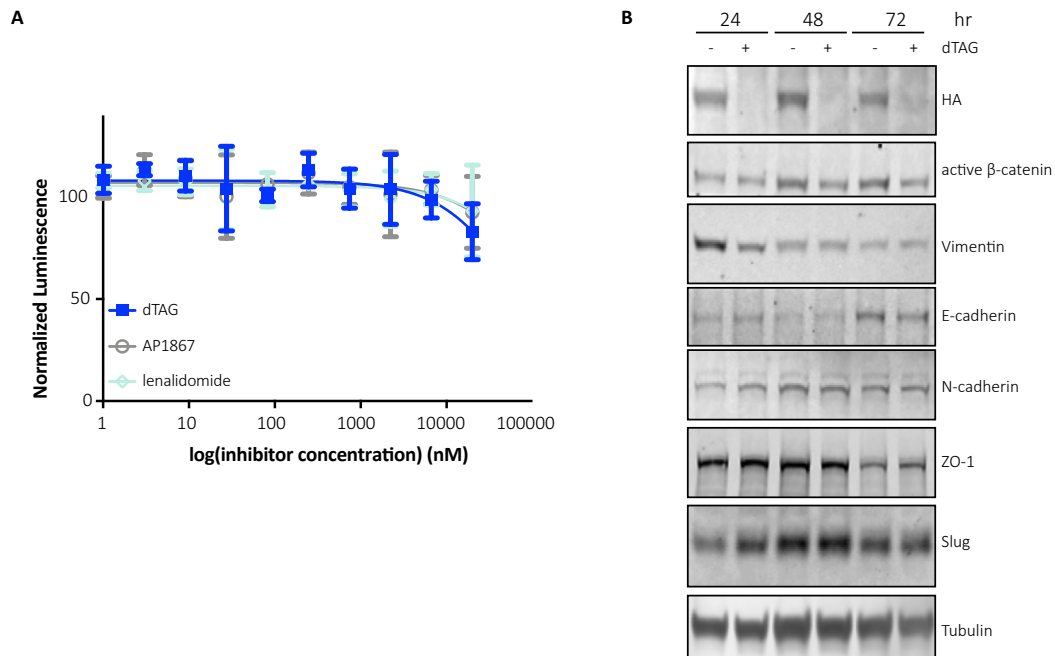 A
Normalized Luminescence
100
50
0
dTAG
AP1867
lenalidomide
1 10 100 1000 10000 100000
log(inhibitor concentration) (nM)
B
24 48 72 hr
- + - + - + dTAG
HA
active β-catenin
Vimentin
E-cadherin
N-cadherin
ZO-1
Slug
Tubulin